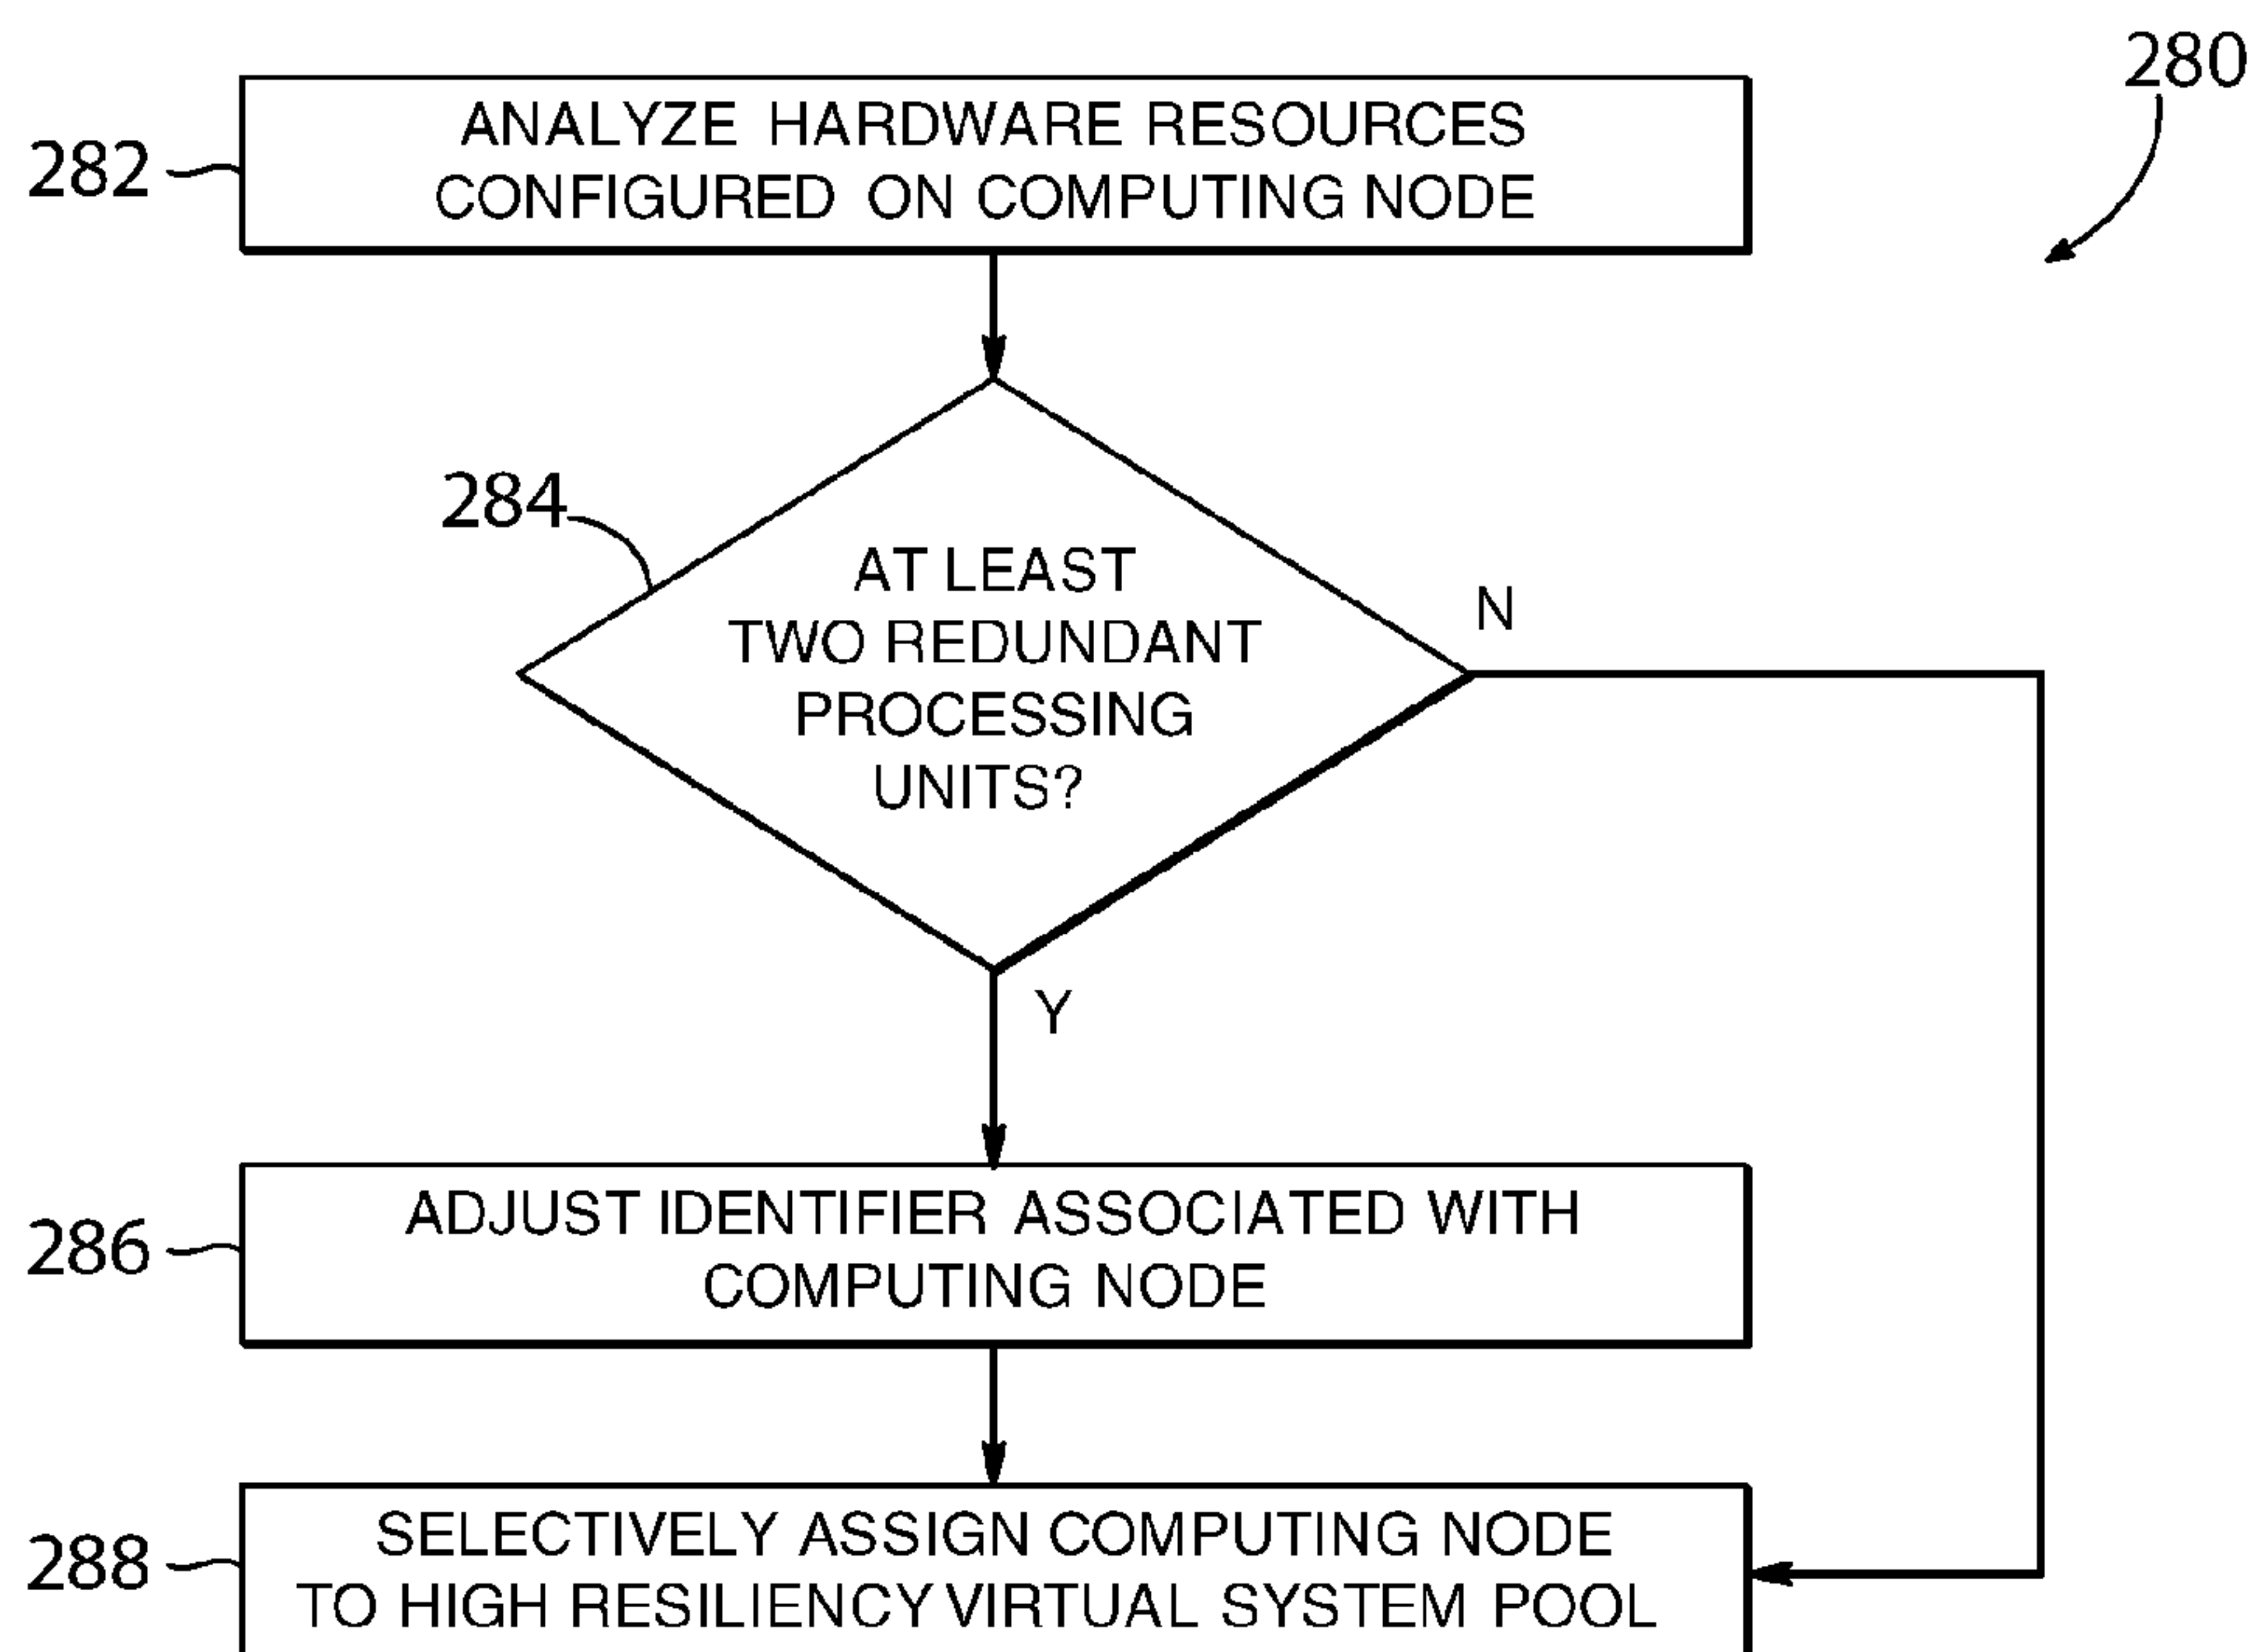 280
282
ANALYZE HARDWARE RESOURCES
CONFIGURED ON COMPUTING NODE
284
AT LEAST
TWO REDUNDANT
PROCESSING
UNITS?
N
Y
286
ADJUST IDENTIFIER ASSOCIATED WITH
COMPUTING NODE
288
SELECTIVELY ASSIGN COMPUTING NODE
TO HIGH RESILIENCY VIRTUAL SYSTEM POOL